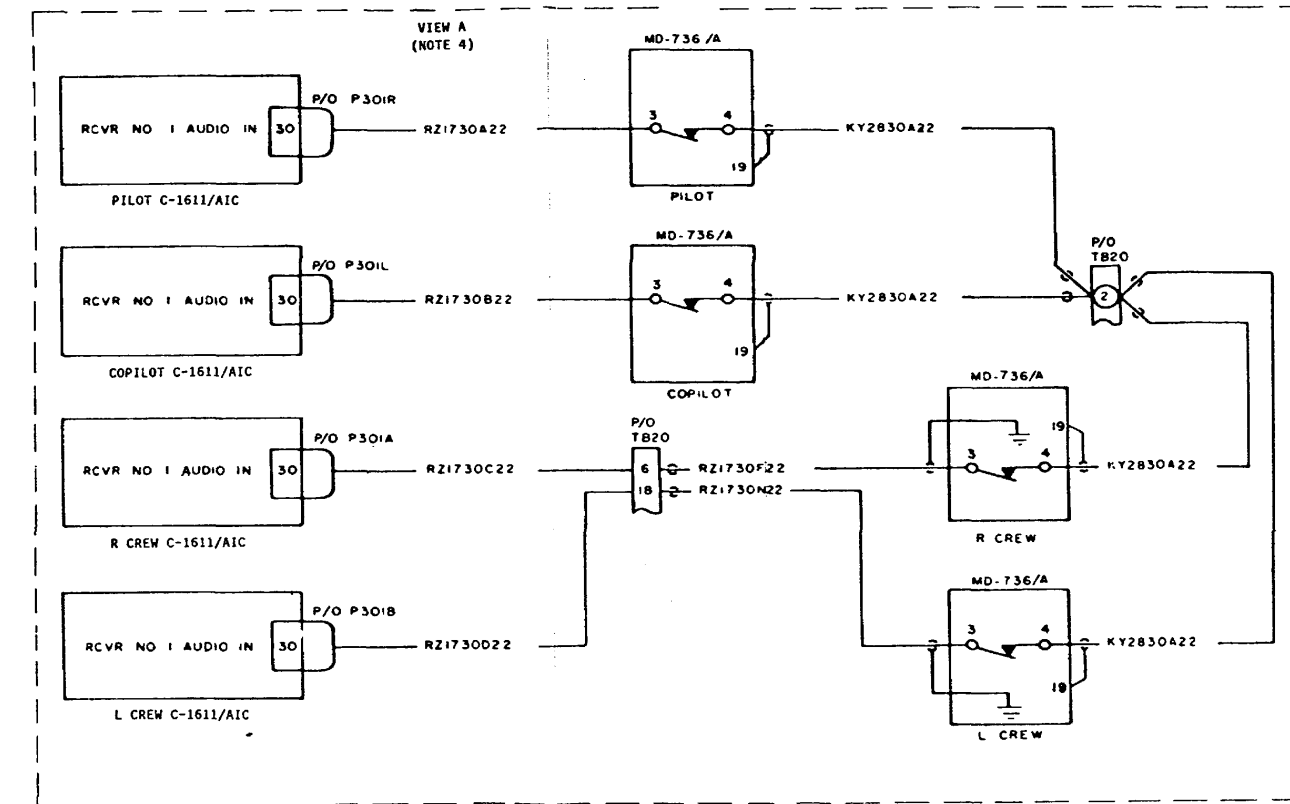 VIEW A
(NOTE 4)
MD-736/A
P/O P301R
RCVR NO 1 AUDIO IN 30
RZ1730A22
3 4
KY2830A22
19
PILOT C-1611/AIC
PILOT
MD-736/A
P/O P301L
RCVR NO 1 AUDIO IN 30
RZ1730B22
3 4
KY2830A22
P/O
TB20
2
19
COPILOT C-1611/AIC
COPILOT
MD-736/A
P/O P301A
P/O
TB20
RCVR NO 1 AUDIO IN 30
RZ1730C22
6
RZ1730F22
18
RZ1730N22
3 4
19
KY2830A22
R CREW C-1611/AIC
R CREW
MD-736/A
P/O P301B
RCVR NO 1 AUDIO IN 30
RZ1730D22
3 4
KY2830A22
19
L CREW C-1611/AIC
L CREW